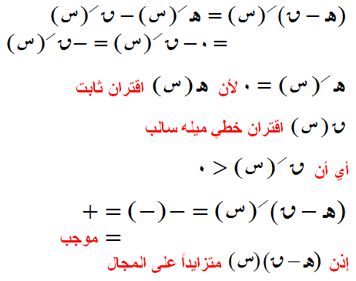 (هـ - ق)′(س) = هـ′(س) - ق′(س)
= ٠ - ق′(س) = - ق′(س)
هـ′(س) = ٠ لأن هـ(س) اقتران ثابت
ق(س) اقتران خطي ميله سالب
أي أن ق′(س) < ٠
(هـ - ق)′(س) = - (-) = +
= موجب
إذن (هـ - ق)(س) متزايداً على المجال